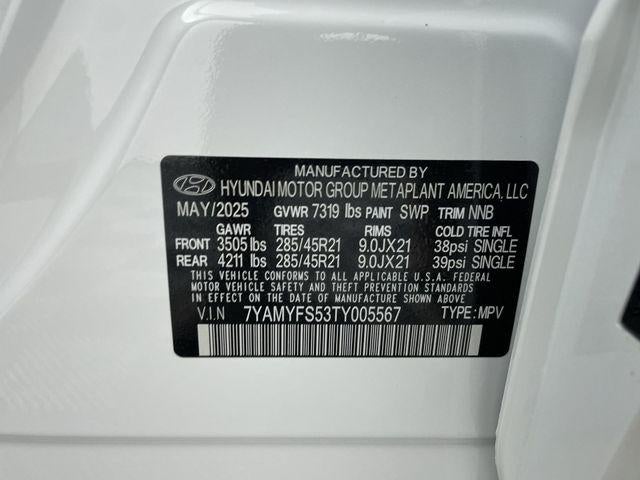 MANUFACTURED BY
HYUNDAI MOTOR GROUP METAPLANT AMERICA, LLC
MAY/2025 GVWR 7319 lbs PAINT SWP TRIM NNB
GAWR TIRES RIMS COLD TIRE INFL
FRONT 3505 lbs 285/45R21 9.0JX21 38psi SINGLE
REAR 4211 lbs 285/45R21 9.0JX21 39psi SINGLE
THIS VEHICLE CONFORMS TO ALL APPLICABLE U.S.A. FEDERAL
MOTOR VEHICLE SAFETY AND THEFT PREVENTION STANDARDS
IN EFFECT ON THE DATE OF MANUFACTURE SHOWN ABOVE.
V.I.N 7YAMYFS53TY005567 TYPE: MPV